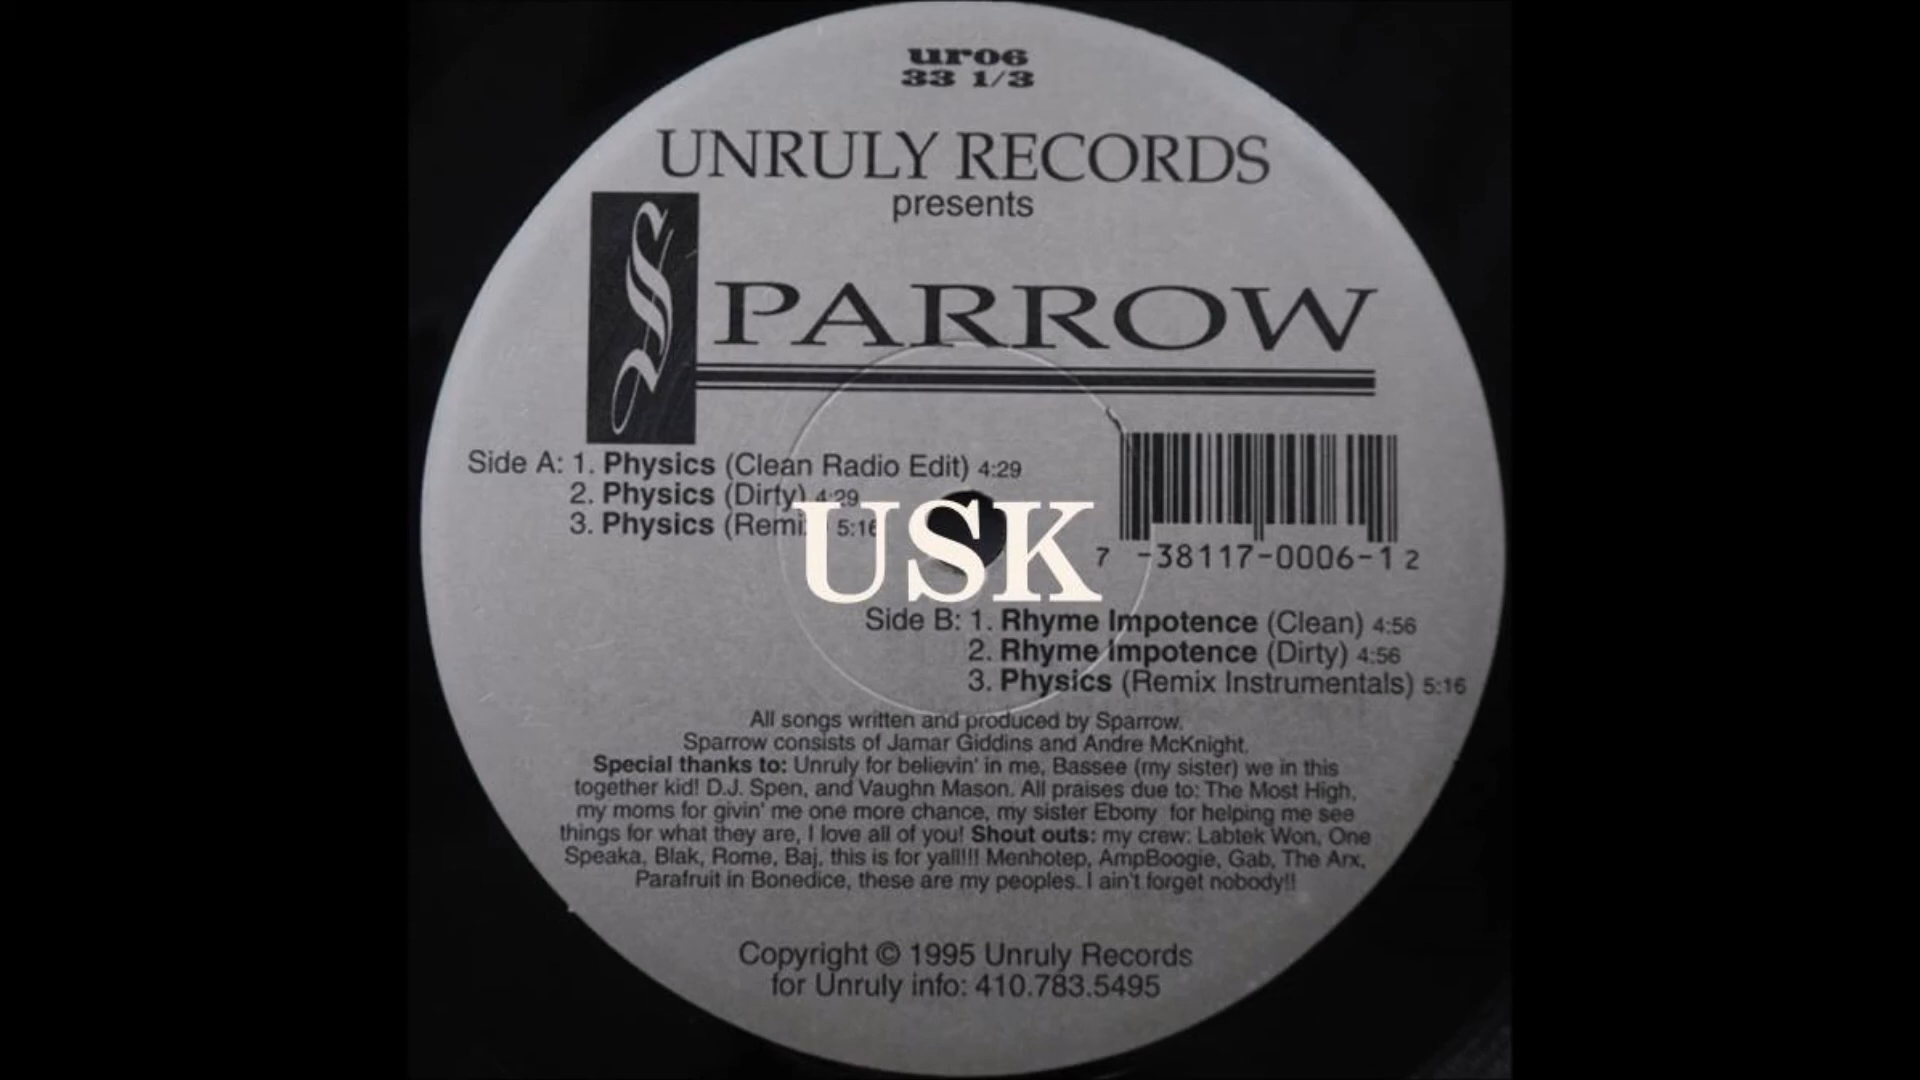 ur06
33 1/3
UNRULY RECORDS
presents
SPARROW
Side A: 1. Physics (Clean Radio Edit) 4:29
2. Physics (Dirty) 4:29
3. Physics (Remix) 5:16
USK
7 -38117-0006-1 2
Side B: 1. Rhyme Impotence (Clean) 4:56
2. Rhyme Impotence (Dirty) 4:56
3. Physics (Remix Instrumentals) 5:16
All songs written and produced by Sparrow.
Sparrow consists of Jamar Giddins and Andre McKnight.
Special thanks to: Unruly for believin' in me, Bassee (my sister) we in this
together kid! D.J. Spen, and Vaughn Mason. All praises due to: The Most High,
my moms for givin' me one more chance, my sister Ebony for helping me see
things for what they are, I love all of you! Shout outs: my crew: Labtek Won, One
Speaka, Blak, Rome, Baj, this is for yall!!! Menhotep, AmpBoogie, Gab, The Arx,
Parafruit in Bonedice, these are my peoples. I ain't forget nobody!!
Copyright © 1995 Unruly Records
for Unruly info: 410.783.5495